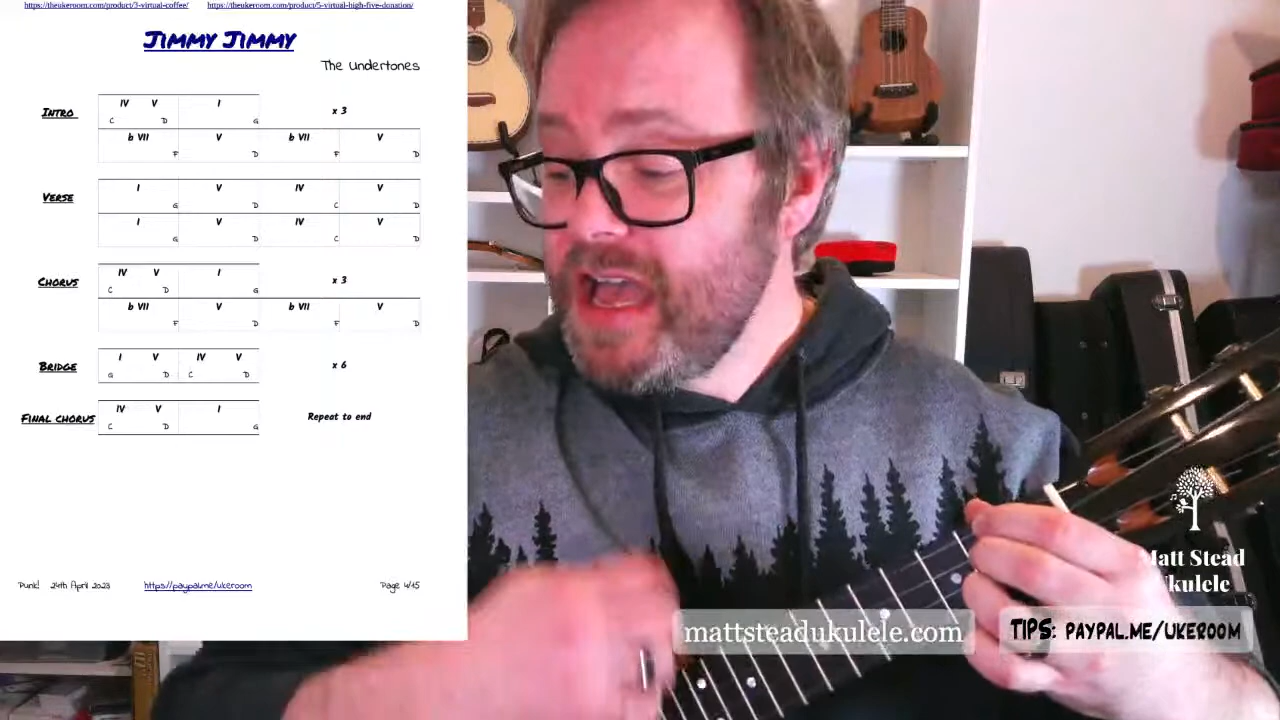 https://theukeroom.com/product/3-virtual-coffee/ https://theukeroom.com/product/5-virtual-high-five-donation/
Jimmy Jimmy
The Undertones
Intro IV V I x 3
C D G
b VII V b VII V
F D F D
Verse I V IV V
G D C D
I V IV V
G D C D
Chorus IV V I x 3
C D G
b VII V b VII V
F D F D
Bridge I V IV V x 6
G D C D
Final chorus IV V I Repeat to end
C D G
Punk! 24th April 2023 https://paypal.me/ukeroom Page 4/45
Matt Stead
Ukulele
mattsteadukulele.com
TIPS: PAYPAL.ME/UKEROOM